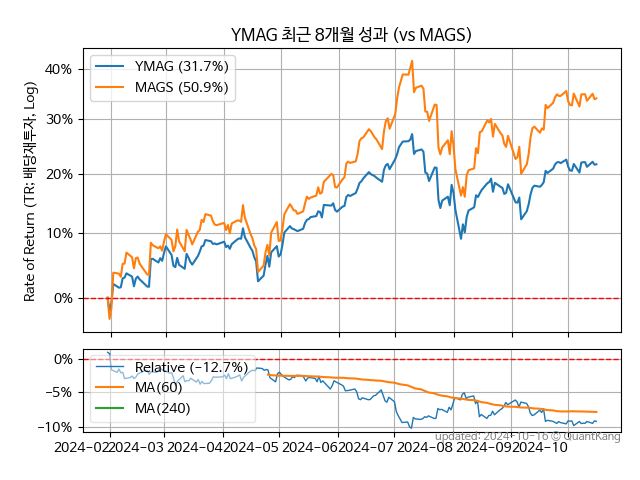 YMAG 최근 8개월 성과 (vs MAGS)
Rate of Return (TR: 배당재투자, Log)
40%
30%
20%
10%
0%
YMAG (31.7%)
MAGS (50.9%)
0%
−5%
−10%
Relative (−12.7%)
MA(60)
MA(240)
2024-02
2024-03
2024-04
2024-05
2024-06
2024-07
2024-08
2024-09
2024-10
updated: 2024-10-16 © QuantKang